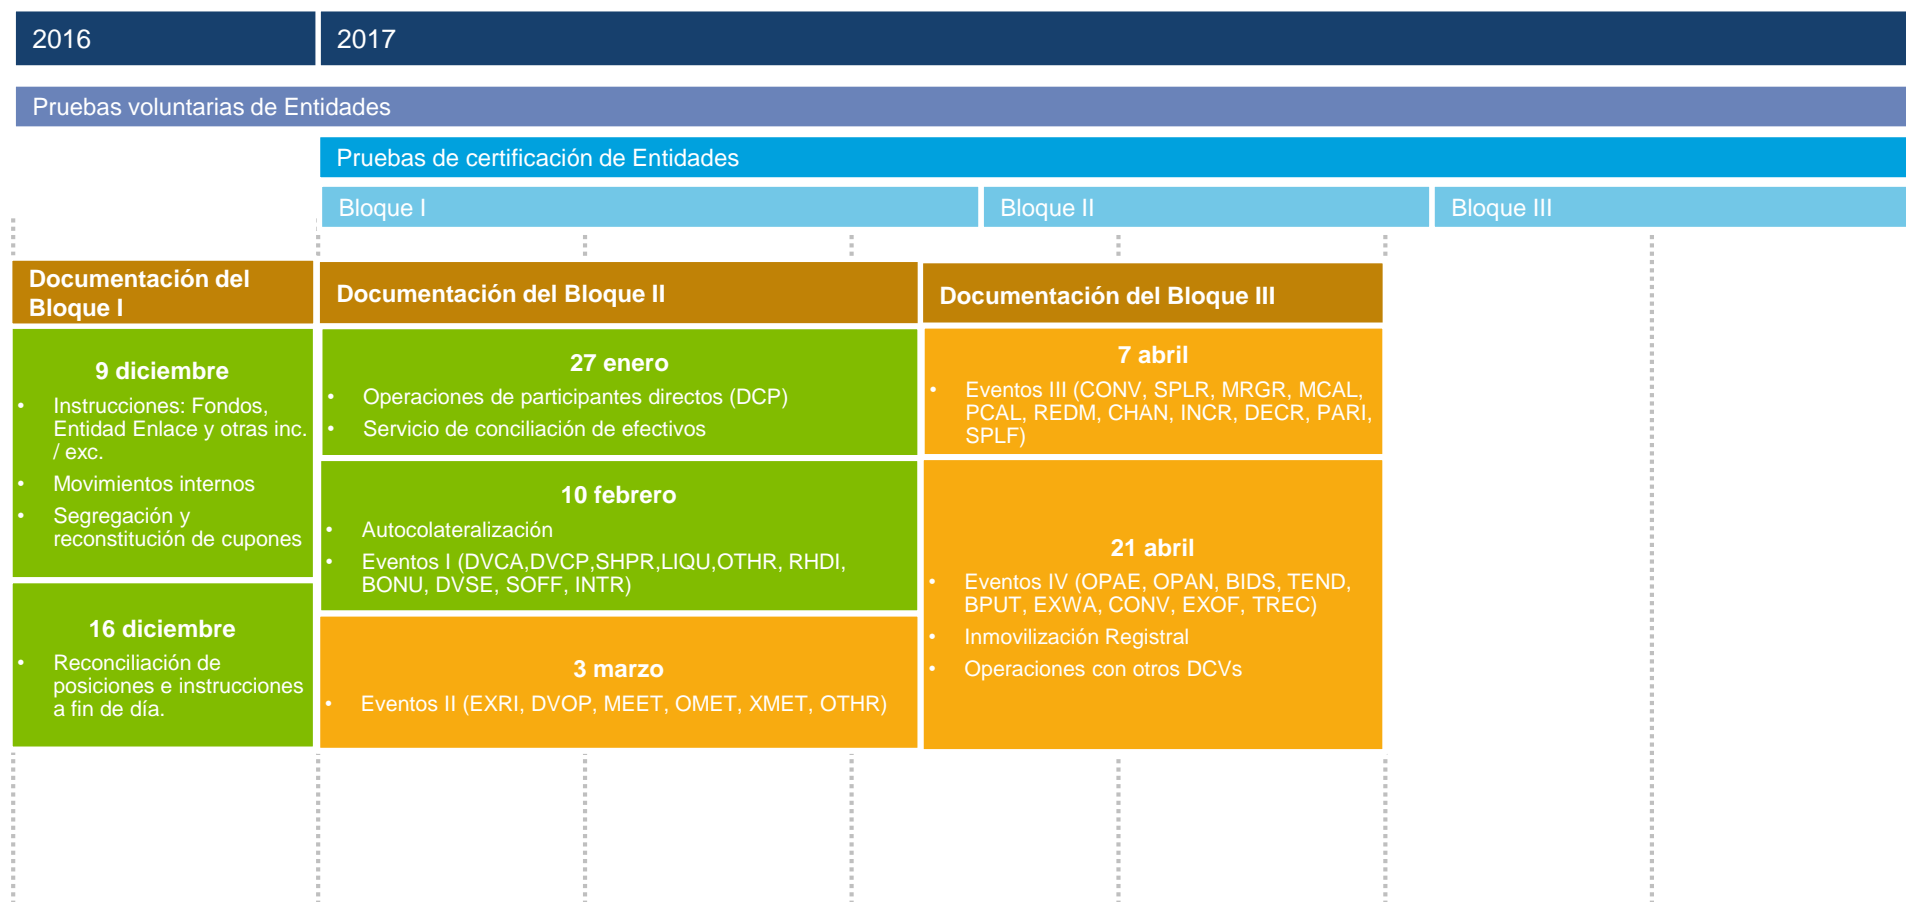 2016
2017
Pruebas voluntarias de Entidades
Pruebas de certificación de Entidades
Bloque I
Bloque II
Bloque III
Documentación del
Bloque I
9 diciembre
• Instrucciones: Fondos,
Entidad Enlace y otras inc.
/ exc.
• Movimientos internos
• Segregación y
reconstitución de cupones
16 diciembre
• Reconciliación de
posiciones e instrucciones
a fin de día.
Documentación del Bloque II
27 enero
• Operaciones de participantes directos (DCP)
• Servicio de conciliación de efectivos
10 febrero
• Autocolateralización
• Eventos I (DVCA,DVCP,SHPR,LIQU,OTHR, RHDI,
BONU, DVSE, SOFF, INTR)
3 marzo
• Eventos II (EXRI, DVOP, MEET, OMET, XMET, OTHR)
Documentación del Bloque III
7 abril
• Eventos III (CONV, SPLR, MRGR, MCAL,
PCAL, REDM, CHAN, INCR, DECR, PARI,
SPLF)
21 abril
• Eventos IV (OPAE, OPAN, BIDS, TEND,
BPUT, EXWA, CONV, EXOF, TREC)
• Inmovilización Registral
• Operaciones con otros DCVs